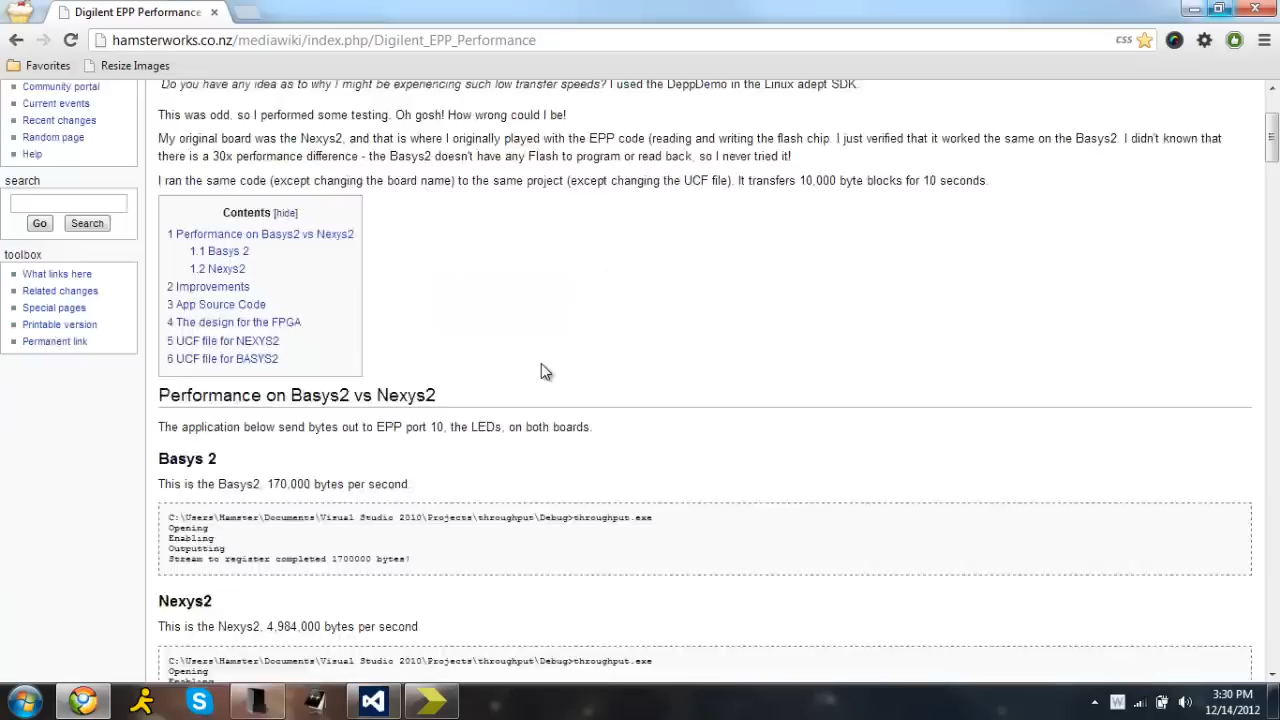 Digilent EPP Performance
hamsterworks.co.nz/mediawiki/index.php/Digilent_EPP_Performance
CSS
Favorites
Resize Images
Community portal
Current events
Recent changes
Random page
Help
search
Go
Search
toolbox
What links here
Related changes
Special pages
Printable version
Permanent link
Do you have any idea as to why I might be experiencing such low transfer speeds? I used the DeppDemo in the Linux adept SDK.
This was odd, so I performed some testing. Oh gosh! How wrong could I be!
My original board was the Nexys2, and that is where I originally played with the EPP code (reading and writing the flash chip. I just verified that it worked the same on the Basys2. I didn't known that
there is a 30x performance difference - the Basys2 doesn't have any Flash to program or read back, so I never tried it!
I ran the same code (except changing the board name) to the same project (except changing the UCF file). It transfers 10,000 byte blocks for 10 seconds.
Contents [hide]
1 Performance on Basys2 vs Nexys2
1.1 Basys 2
1.2 Nexys2
2 Improvements
3 App Source Code
4 The design for the FPGA
5 UCF file for NEXYS2
6 UCF file for BASYS2
Performance on Basys2 vs Nexys2
The application below send bytes out to EPP port 10, the LEDs, on both boards.
Basys 2
This is the Basys2, 170,000 bytes per second.
C:\Users\Hamster\Documents\Visual Studio 2010\Projects\throughput\Debug>throughput.exe
Opening
Enabling
Outputting
Stream to register completed 1700000 bytes!
Nexys2
This is the Nexys2, 4,984,000 bytes per second
C:\Users\Hamster\Documents\Visual Studio 2010\Projects\throughput\Debug>throughput.exe
Opening
Enabling
W
3:30 PM
12/14/2012